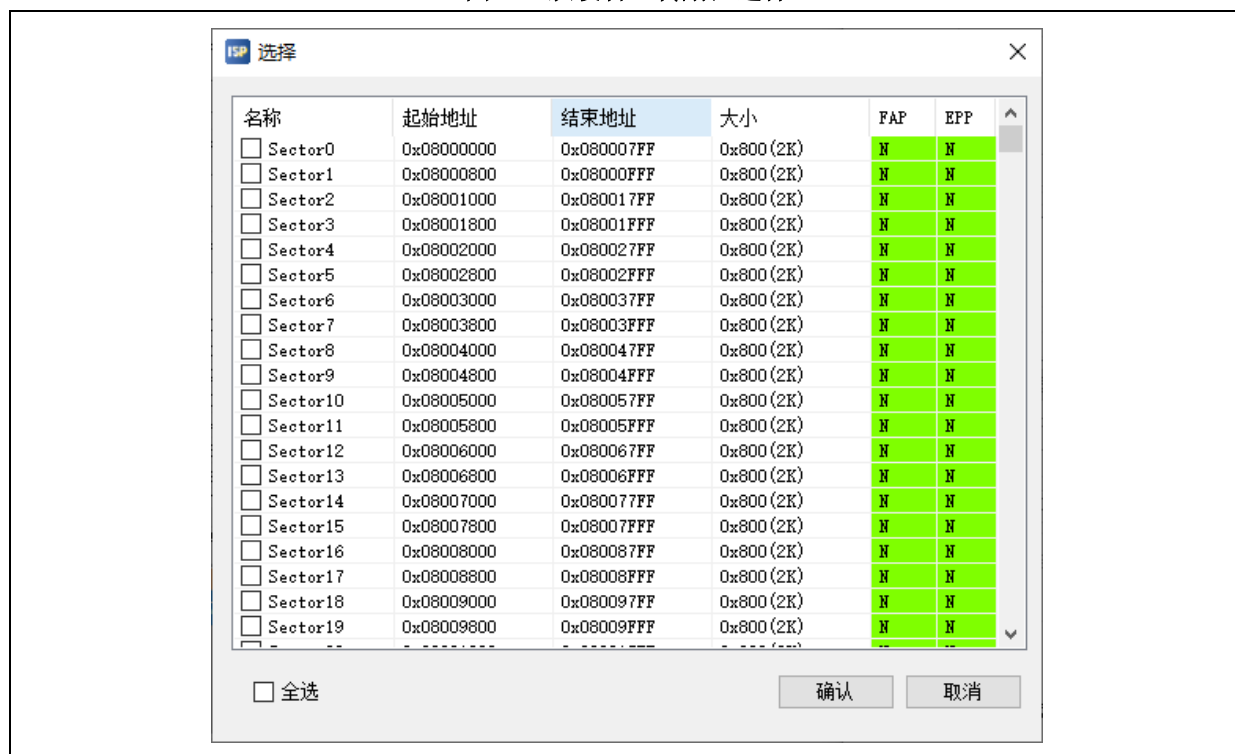 ISP 选择
名称 起始地址 结束地址 大小 FAP EPP
Sector0 0x08000000 0x080007FF 0x800(2K) N N
Sector1 0x08000800 0x08000FFF 0x800(2K) N N
Sector2 0x08001000 0x080017FF 0x800(2K) N N
Sector3 0x08001800 0x08001FFF 0x800(2K) N N
Sector4 0x08002000 0x080027FF 0x800(2K) N N
Sector5 0x08002800 0x08002FFF 0x800(2K) N N
Sector6 0x08003000 0x080037FF 0x800(2K) N N
Sector7 0x08003800 0x08003FFF 0x800(2K) N N
Sector8 0x08004000 0x080047FF 0x800(2K) N N
Sector9 0x08004800 0x08004FFF 0x800(2K) N N
Sector10 0x08005000 0x080057FF 0x800(2K) N N
Sector11 0x08005800 0x08005FFF 0x800(2K) N N
Sector12 0x08006000 0x080067FF 0x800(2K) N N
Sector13 0x08006800 0x08006FFF 0x800(2K) N N
Sector14 0x08007000 0x080077FF 0x800(2K) N N
Sector15 0x08007800 0x08007FFF 0x800(2K) N N
Sector16 0x08008000 0x080087FF 0x800(2K) N N
Sector17 0x08008800 0x08008FFF 0x800(2K) N N
Sector18 0x08009000 0x080097FF 0x800(2K) N N
Sector19 0x08009800 0x08009FFF 0x800(2K) N N
全选 确认 取消